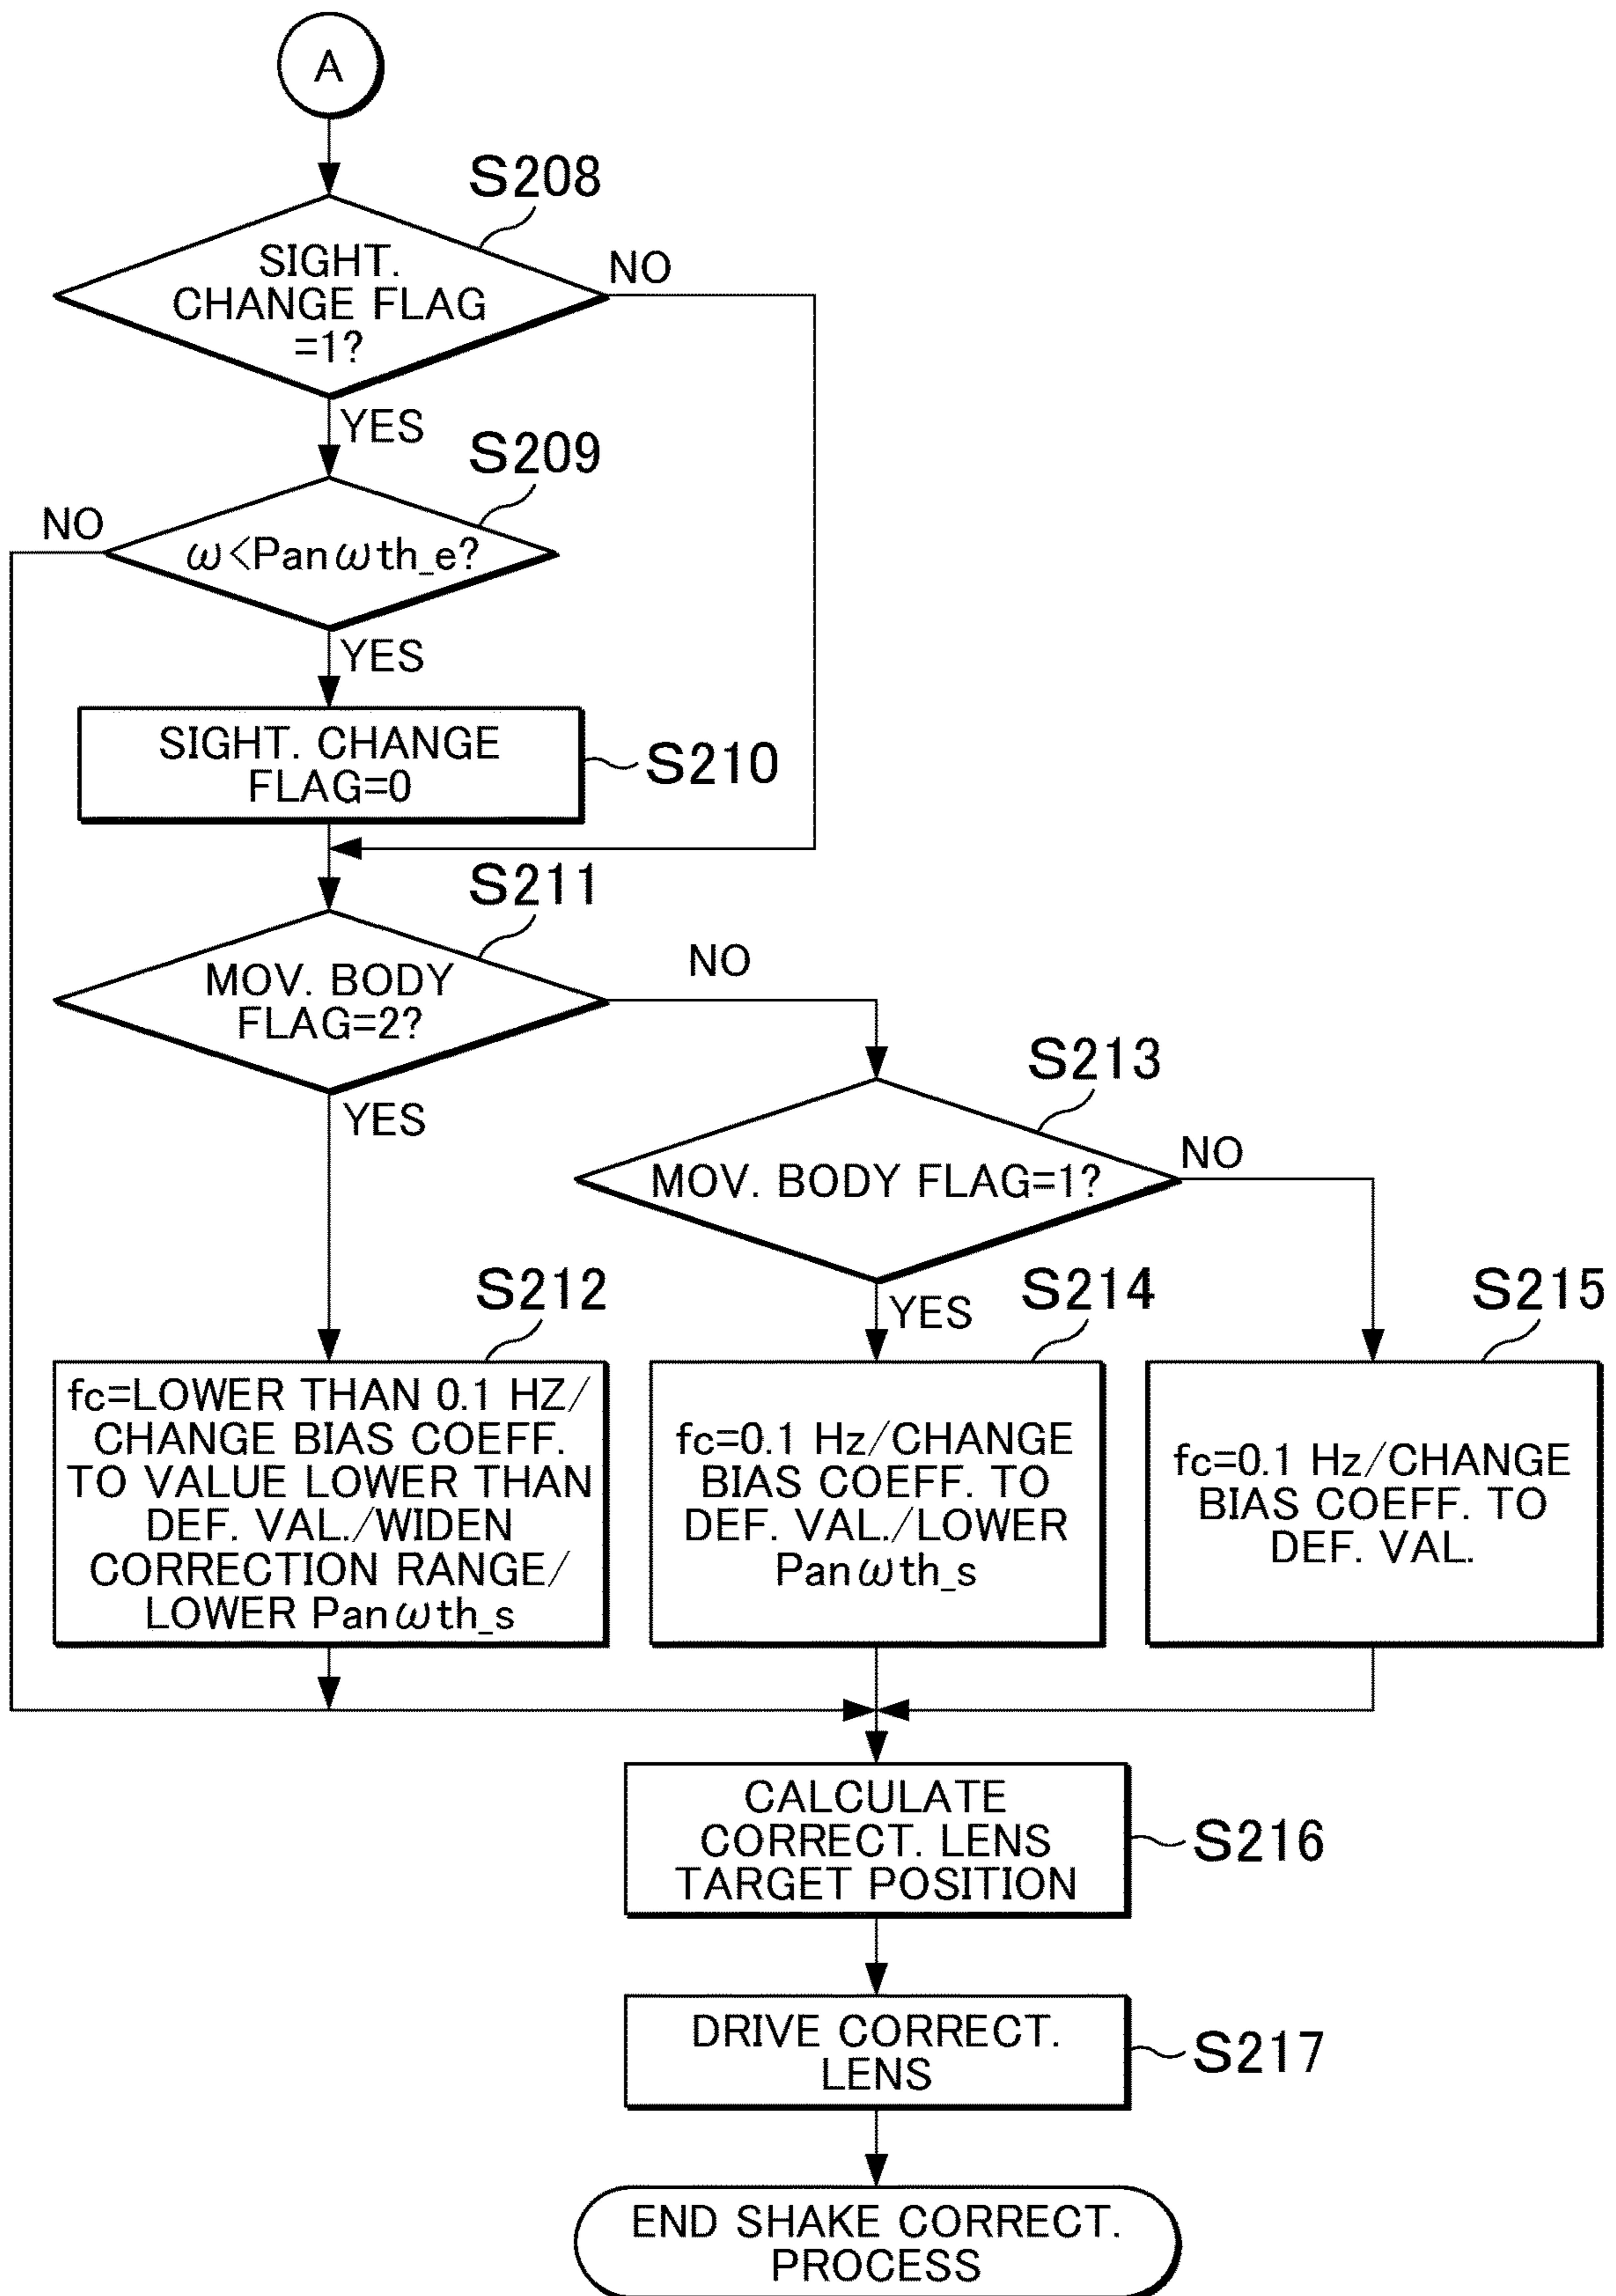 A
S208
SIGHT.
CHANGE FLAG
=1?
NO
YES
S209
NO
ω<Panωth_e?
YES
SIGHT. CHANGE
FLAG=0
S210
S211
MOV. BODY
FLAG=2?
NO
YES
S213
MOV. BODY FLAG=1?
NO
YES
S212
fc=LOWER THAN 0.1 HZ/
CHANGE BIAS COEFF.
TO VALUE LOWER THAN
DEF. VAL./WIDEN
CORRECTION RANGE/
LOWER Panωth_s
S214
fc=0.1 Hz/CHANGE
BIAS COEFF. TO
DEF. VAL./LOWER
Panωth_s
S215
fc=0.1 Hz/CHANGE
BIAS COEFF. TO
DEF. VAL.
CALCULATE
CORRECT. LENS
TARGET POSITION
S216
DRIVE CORRECT.
LENS
S217
END SHAKE CORRECT.
PROCESS